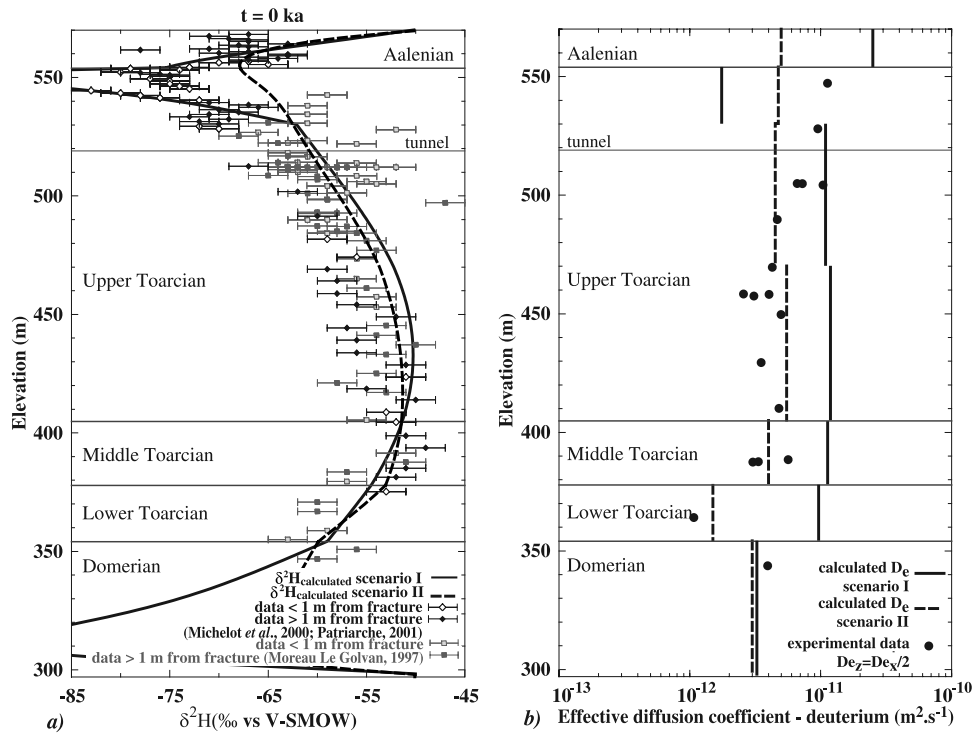 t = 0 ka
Aalenian
tunnel
Upper Toarcian
Middle Toarcian
Lower Toarcian
Domerian
δ²Hcalculated scenario I
δ²Hcalculated scenario II
data < 1 m from fracture
data > 1 m from fracture
(Michelot et al., 2000; Patriarche, 2001)
data < 1 m from fracture
data > 1 m from fracture (Moreau Le Golvan, 1997)
Elevation (m)
550
500
450
400
350
300
-85 -75 -65 -55 -45
a) δ²H(‰ vs V-SMOW)
Aalenian
tunnel
Upper Toarcian
Middle Toarcian
Lower Toarcian
Domerian
calculated De
scenario I
calculated De
scenario II
experimental data
Dez=Dex/2
Elevation (m)
550
500
450
400
350
300
10-13 10-12 10-11 10-10
b) Effective diffusion coefficient - deuterium (m².s-1)